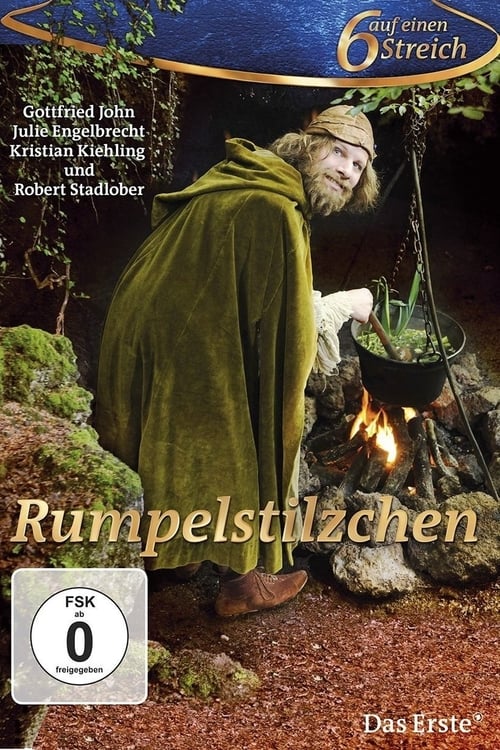 6 auf einen
Streich
Gottfried John
Julie Engelbrecht
Kristian Kiehling
und
Robert Stadlober
Rumpelstilzchen
FSK
ab
0
freigegeben
Das Erste